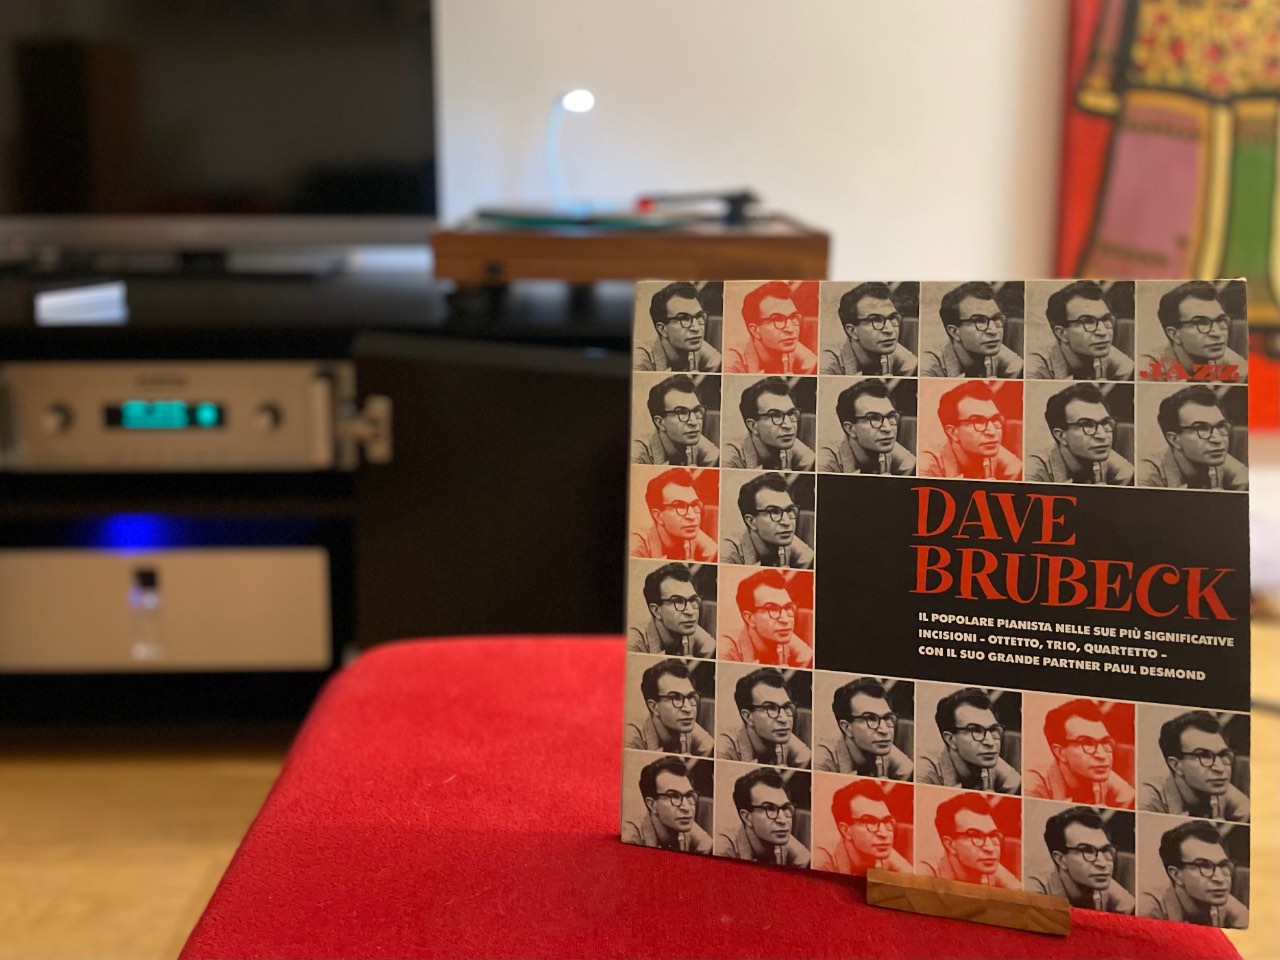 JAZZ
DAVE
BRUBECK
IL POPOLARE PIANISTA NELLE SUE PIÙ SIGNIFICATIVE
INCISIONI - OTTETTO, TRIO, QUARTETTO -
CON IL SUO GRANDE PARTNER PAUL DESMOND